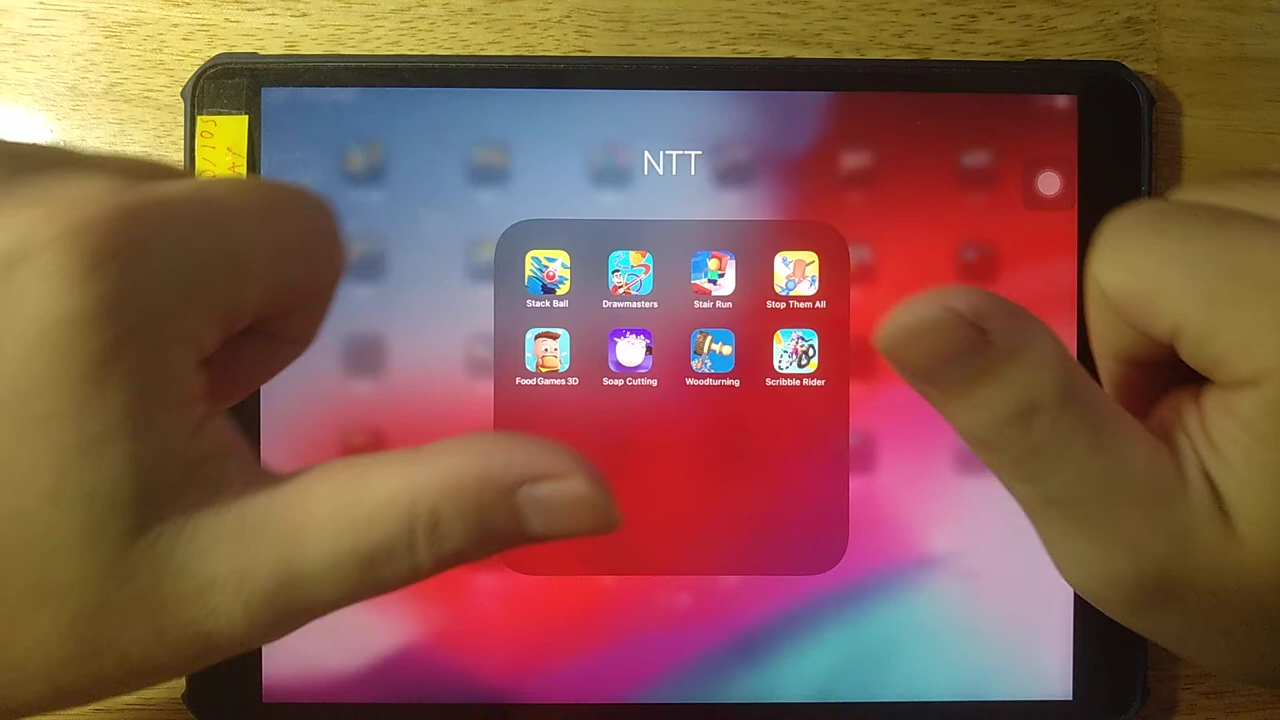 NTT
Stack Ball
Drawmasters
Stair Run
Stop Them All
Food Games 3D
Soap Cutting
Woodturning
Scribble Rider